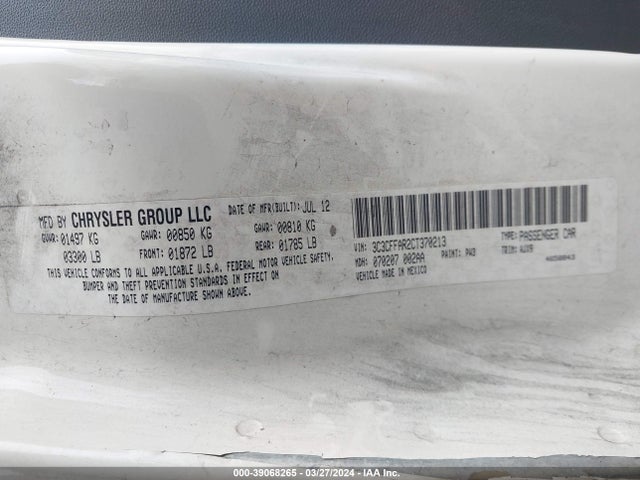 MFD BY CHRYSLER GROUP LLC
DATE OF MFR(BUILT): JUL 12
GVWR: 01497 KG GAWR: 00850 KG GAWR: 00810 KG
03300 LB FRONT: 01872 LB REAR: 01785 LB
THIS VEHICLE CONFORMS TO ALL APPLICABLE U.S.A. FEDERAL MOTOR VEHICLE SAFETY,
BUMPER AND THEFT PREVENTION STANDARDS IN EFFECT ON
THE DATE OF MANUFACTURE SHOWN ABOVE.
VIN: 3C3CFFAR2CT370213 TYPE: PASSENGER CAR
MDH: 070207 002AA PAINT: PW3 TRIM:
VEHICLE MADE IN MEXICO
000-39068265 - 03/27/2024 - IAA Inc.